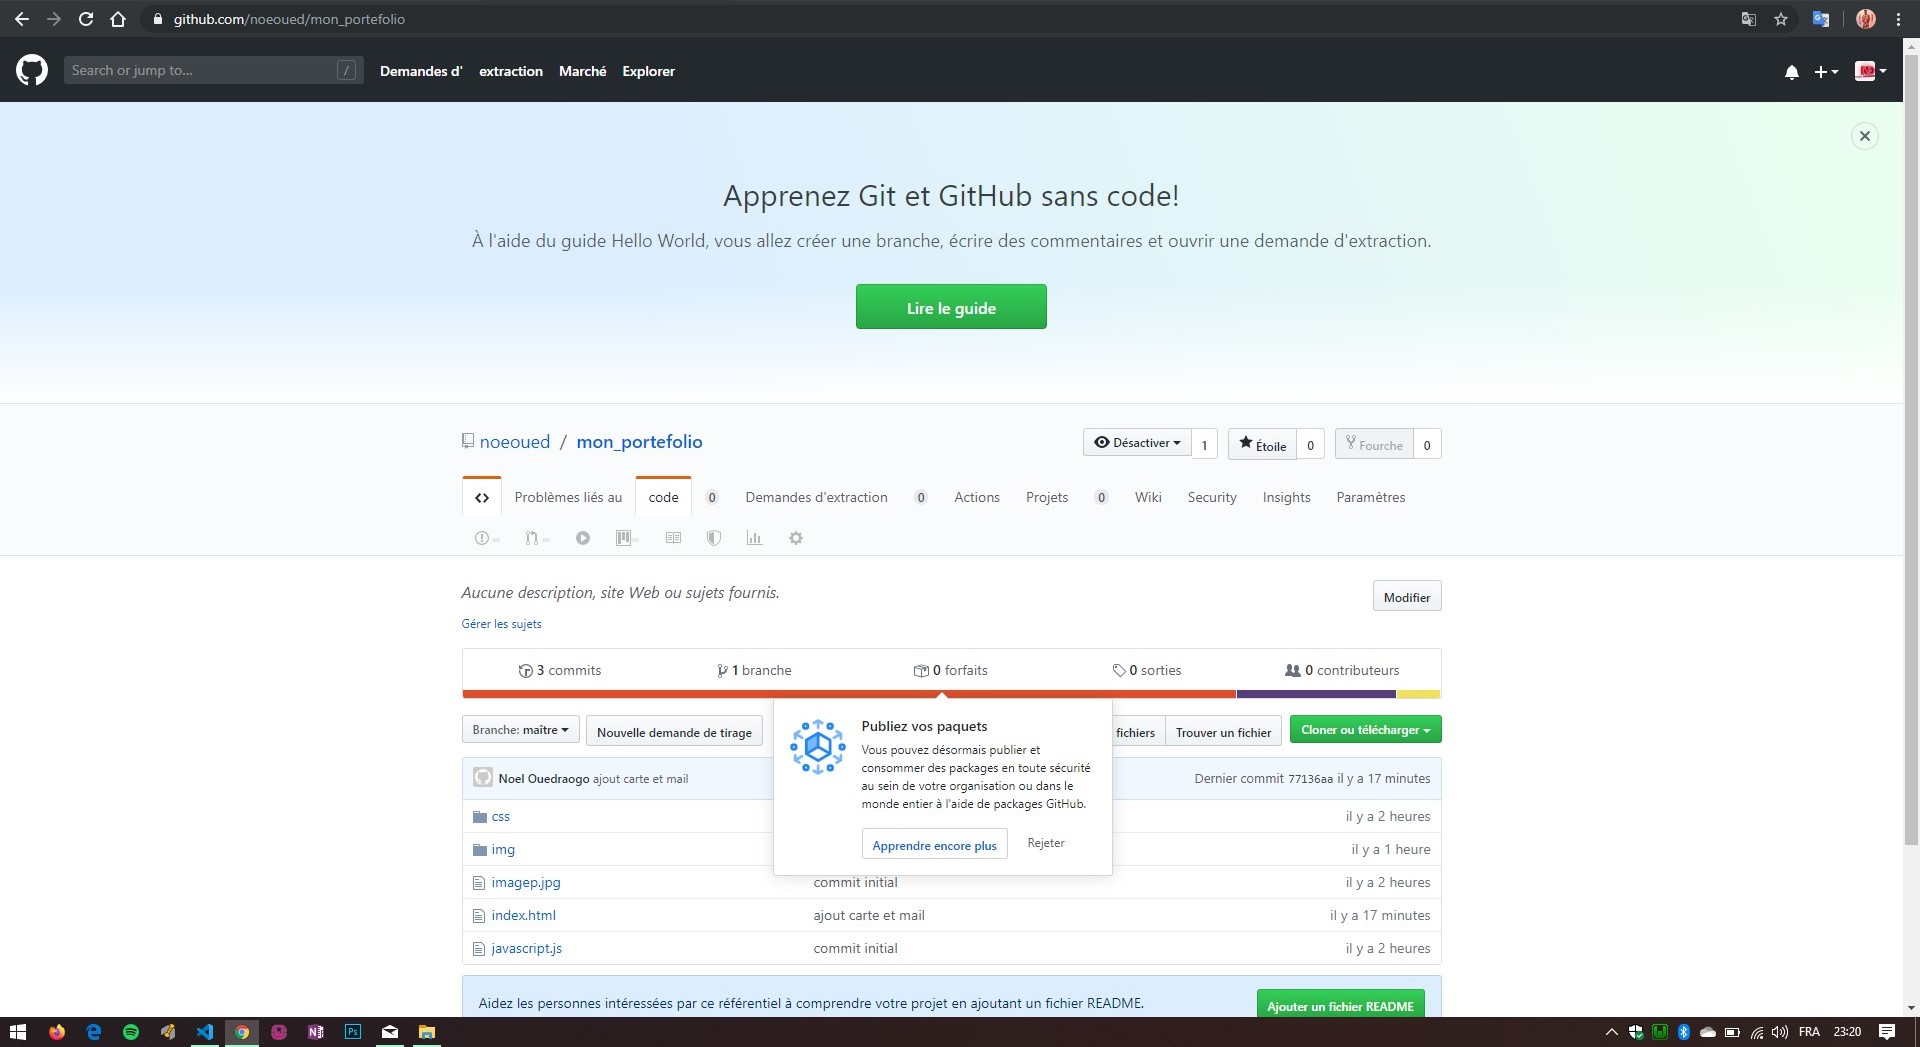 github.com/noeoued/mon_portefolio
Search or jump to... /
Demandes d' extraction Marché Explorer
Apprenez Git et GitHub sans code!
À l'aide du guide Hello World, vous allez créer une branche, écrire des commentaires et ouvrir une demande d'extraction.
Lire le guide
noeoued / mon_portefolio
Désactiver 1 Étoile 0 Fourche 0
<> Problèmes liés au code 0 Demandes d'extraction 0 Actions Projets 0 Wiki Security Insights Paramètres
Aucune description, site Web ou sujets fournis.
Modifier
Gérer les sujets
3 commits 1 branche 0 forfaits 0 sorties 0 contributeurs
Branche: maître Nouvelle demande de tirage fichiers Trouver un fichier Cloner ou télécharger
Publiez vos paquets
Vous pouvez désormais publier et
consommer des packages en toute sécurité
au sein de votre organisation ou dans le
monde entier à l'aide de packages GitHub.
Apprendre encore plus Rejeter
Noel Ouedraogo ajout carte et mail Dernier commit 77136aa il y a 17 minutes
css il y a 2 heures
img il y a 1 heure
imagep.jpg commit initial il y a 2 heures
index.html ajout carte et mail il y a 17 minutes
javascript.js commit initial il y a 2 heures
Aidez les personnes intéressées par ce référentiel à comprendre votre projet en ajoutant un fichier README.
Ajouter un fichier README
Ps FRA 23:20